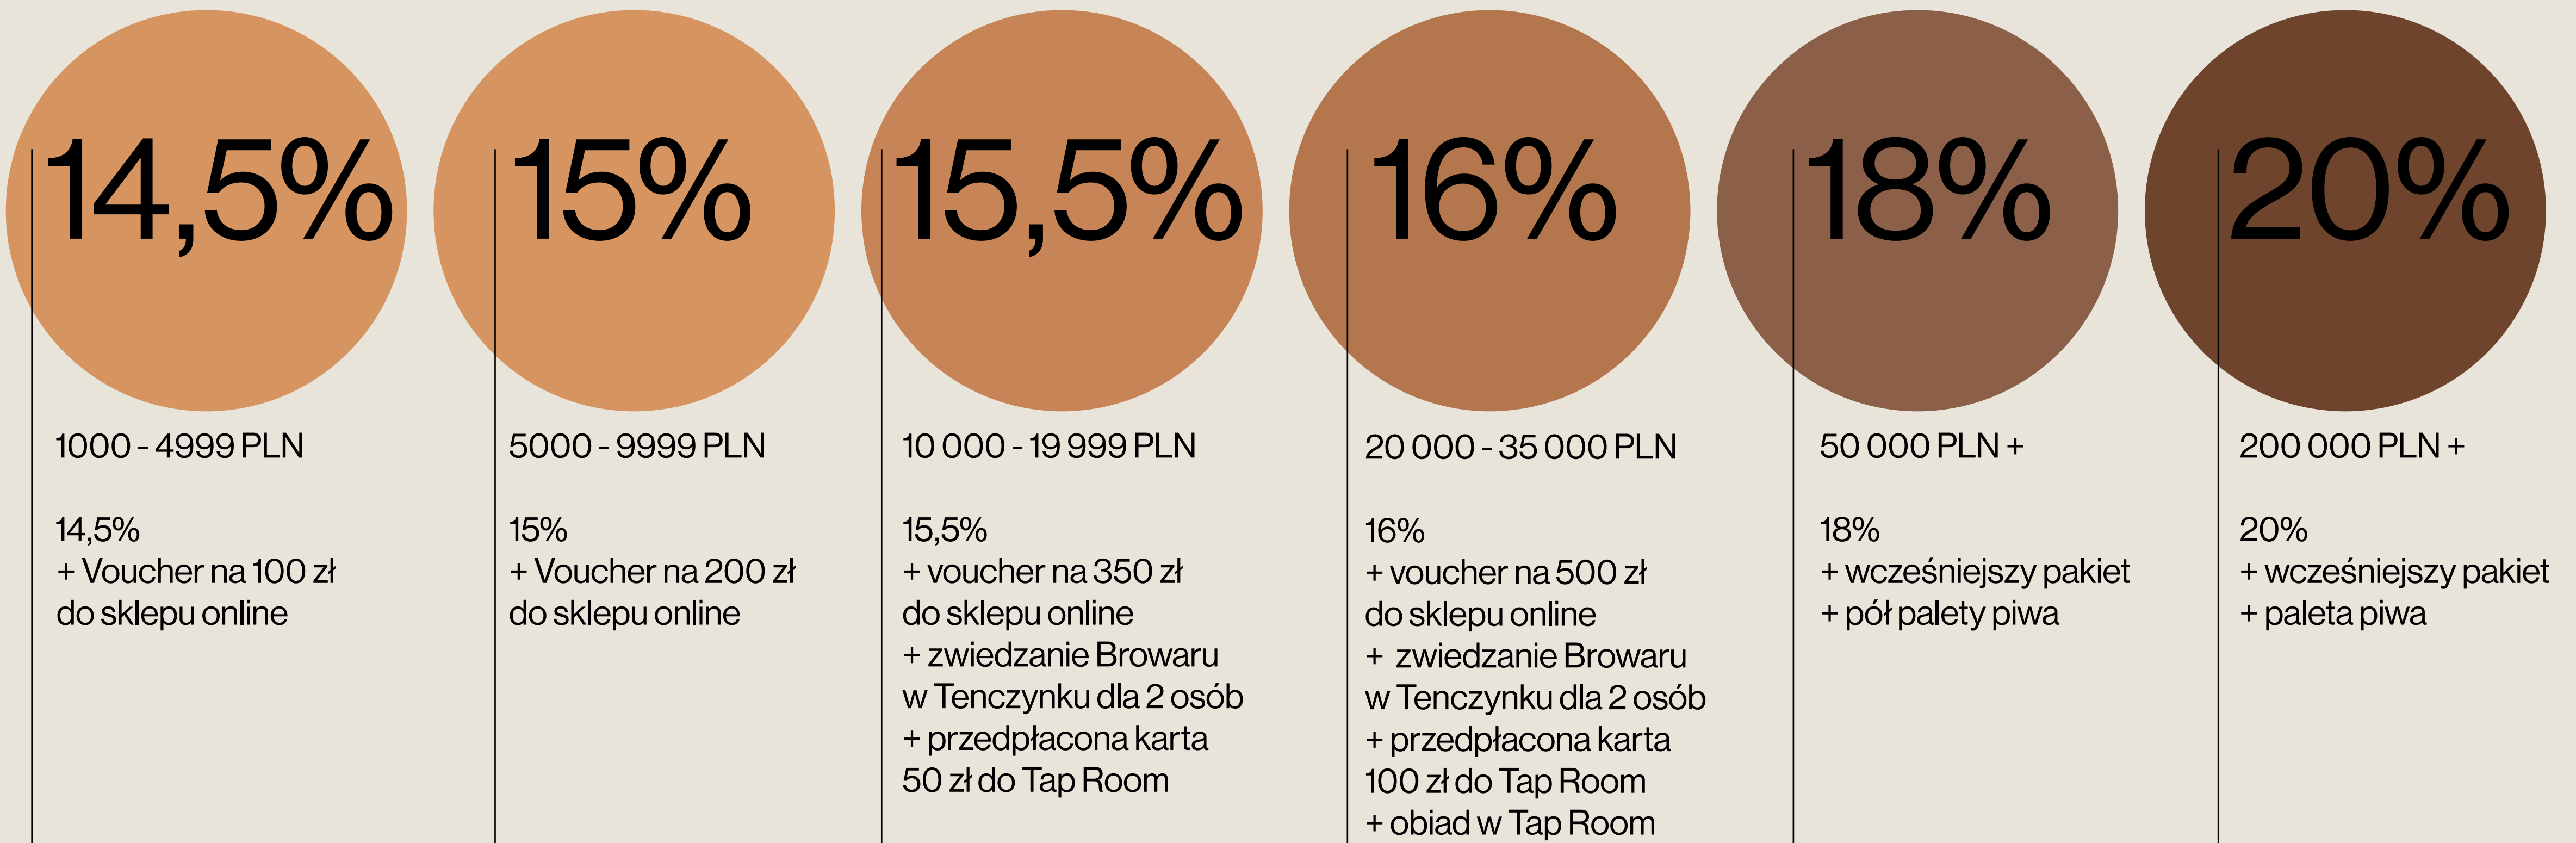 14,5%
1000 - 4999 PLN
14,5%
+ Voucher na 100 zł
do sklepu online
15%
5000 - 9999 PLN
15%
+ Voucher na 200 zł
do sklepu online
15,5%
10 000 - 19 999 PLN
15,5%
+ voucher na 350 zł
do sklepu online
+ zwiedzanie Browaru
w Tenczynku dla 2 osób
+ przedpłacona karta
50 zł do Tap Room
16%
20 000 - 35 000 PLN
16%
+ voucher na 500 zł
do sklepu online
+ zwiedzanie Browaru
w Tenczynku dla 2 osób
+ przedpłacona karta
100 zł do Tap Room
+ obiad w Tap Room
18%
50 000 PLN +
18%
+ wcześniejszy pakiet
+ pół palety piwa
20%
200 000 PLN +
20%
+ wcześniejszy pakiet
+ paleta piwa